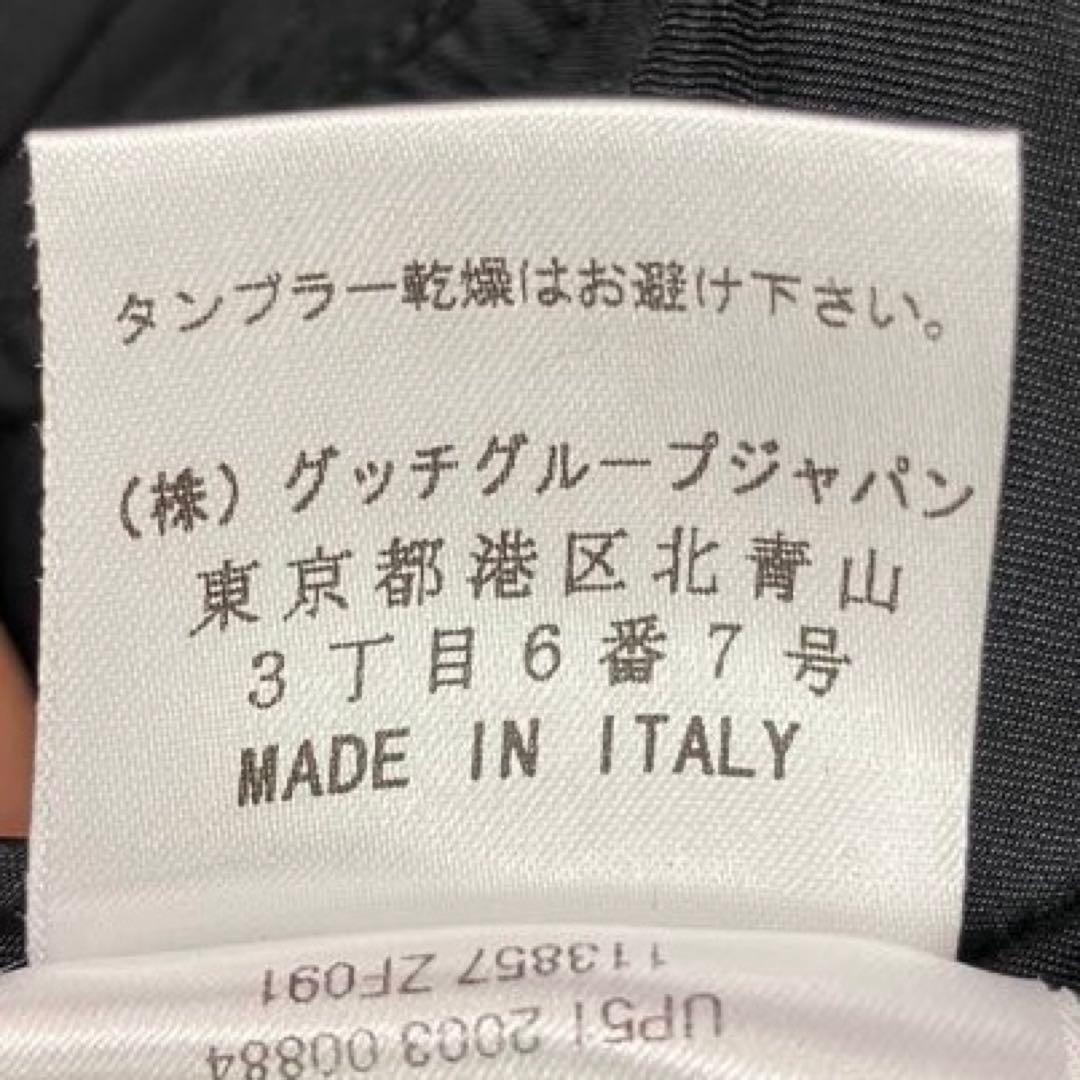 タンブラー乾燥はお避け下さい。
(株)グッチグループジャパン
東京都港区北青山
3丁目6番7号
MADE IN ITALY
113857 ZF091
UP51 2003 00884